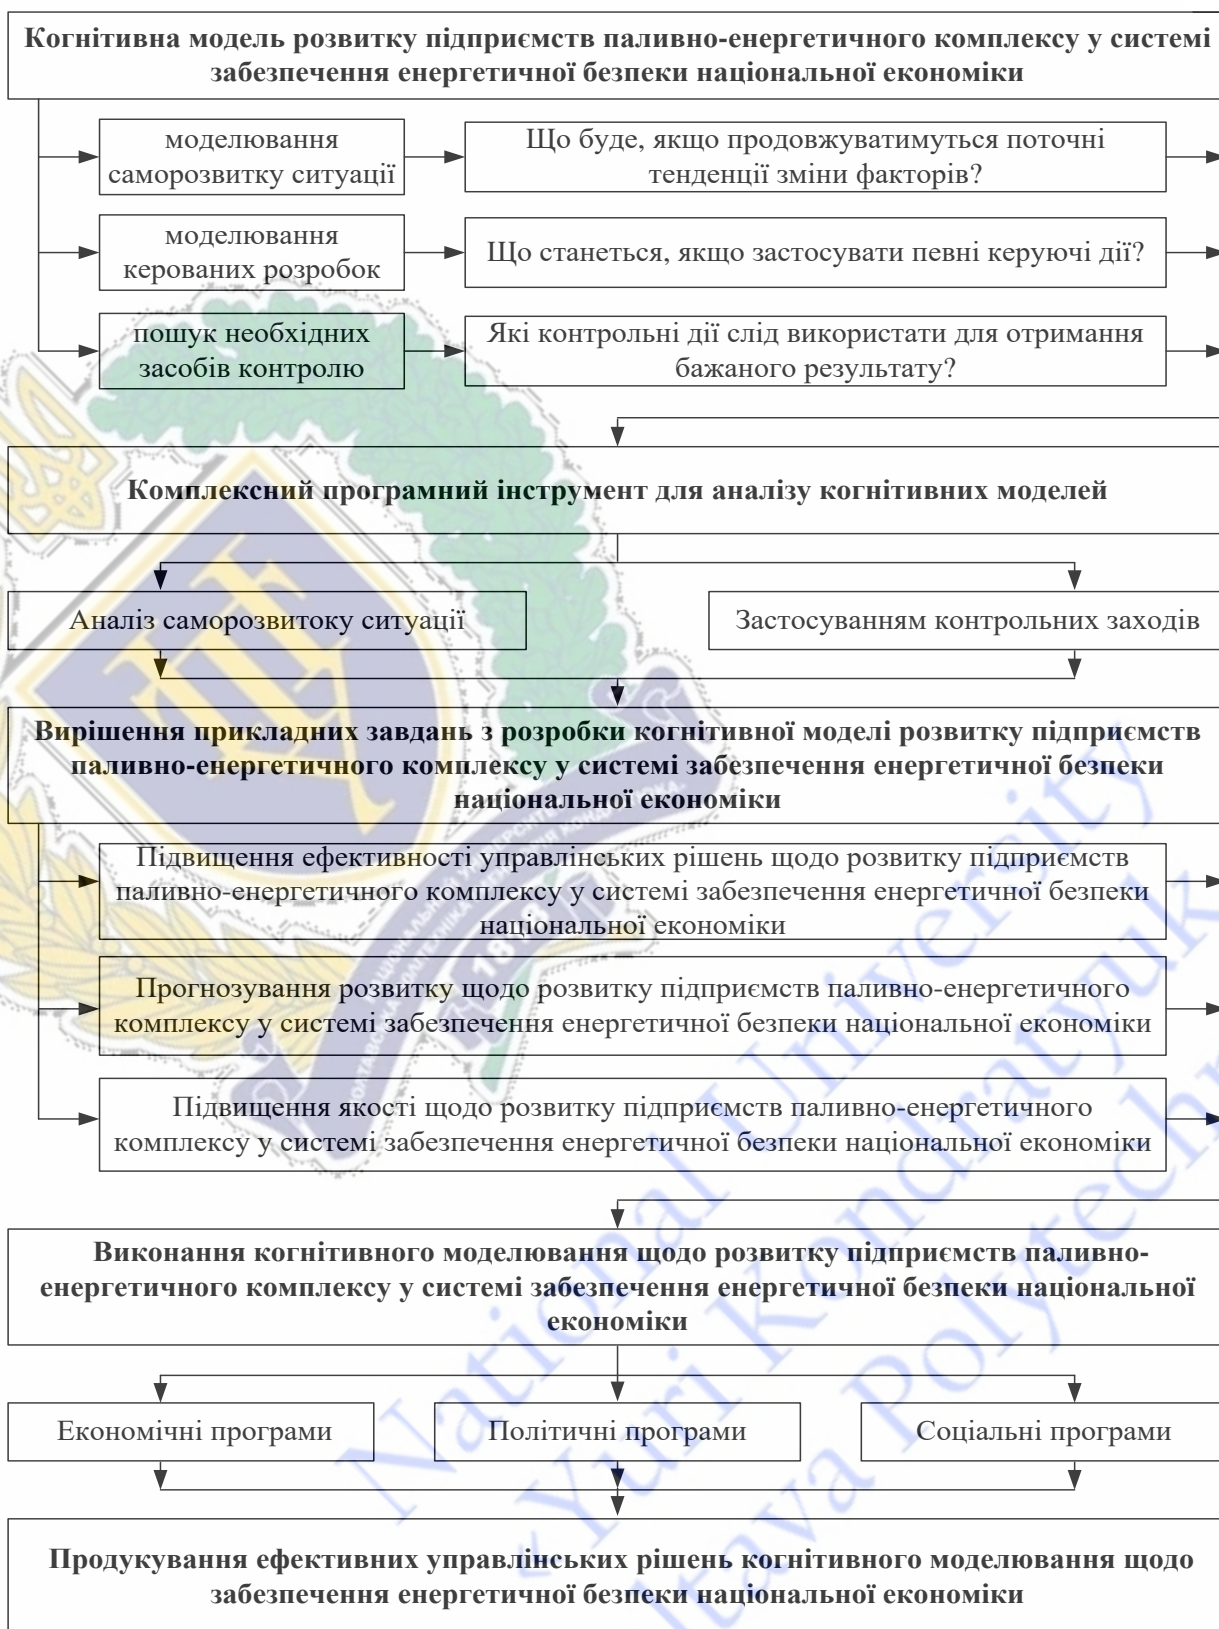 Когнітивна модель розвитку підприємств паливно-енергетичного комплексу у системі
забезпечення енергетичної безпеки національної економіки
моделювання
саморозвитку ситуації
Що буде, якщо продовжуватимуться поточні
тенденції зміни факторів?
моделювання
керованих розробок
Що станеться, якщо застосувати певні керуючі дії?
пошук необхідних
засобів контролю
Які контрольні дії слід використати для отримання
бажаного результату?
Комплексний програмний інструмент для аналізу когнітивних моделей
Аналіз саморозвитоку ситуації
Застосуванням контрольних заходів
Вирішення прикладних завдань з розробки когнітивної моделі розвитку підприємств
паливно-енергетичного комплексу у системі забезпечення енергетичної безпеки
національної економіки
Підвищення ефективності управлінських рішень щодо розвитку підприємств
паливно-енергетичного комплексу у системі забезпечення енергетичної безпеки
національної економіки
Прогнозування розвитку щодо розвитку підприємств паливно-енергетичного
комплексу у системі забезпечення енергетичної безпеки національної економіки
Підвищення якості щодо розвитку підприємств паливно-енергетичного
комплексу у системі забезпечення енергетичної безпеки національної економіки
Виконання когнітивного моделювання щодо розвитку підприємств паливно-
енергетичного комплексу у системі забезпечення енергетичної безпеки національної
економіки
Економічні програми
Політичні програми
Соціальні програми
Продукування ефективних управлінських рішень когнітивного моделювання щодо
забезпечення енергетичної безпеки національної економіки
National University
«Yuri Kondratyuk
1818